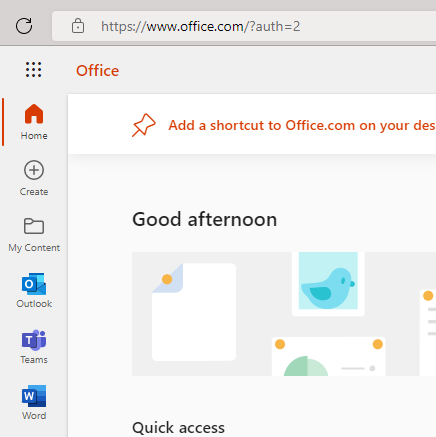 https://www.office.com/?auth=2
Office
Home
Add a shortcut to Office.com on your des
Create
Good afternoon
My Content
Outlook
Teams
Word
Quick access